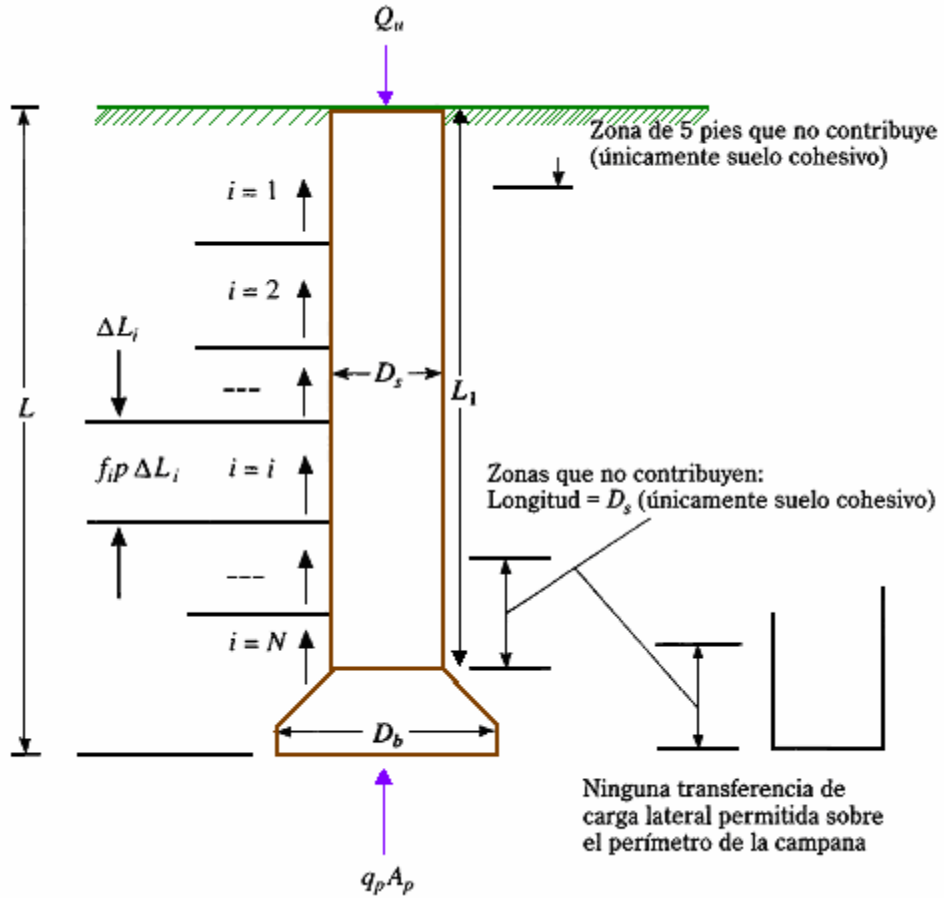 Q_u
Zona de 5 pies que no contribuye
(únicamente suelo cohesivo)
i = 1
i = 2
ΔL_i
---
D_s
L_1
L
f_i p ΔL_i
i = i
Zonas que no contribuyen:
Longitud = D_s (únicamente suelo cohesivo)
---
i = N
D_b
Ninguna transferencia de
carga lateral permitida sobre
el perímetro de la campana
q_p A_p